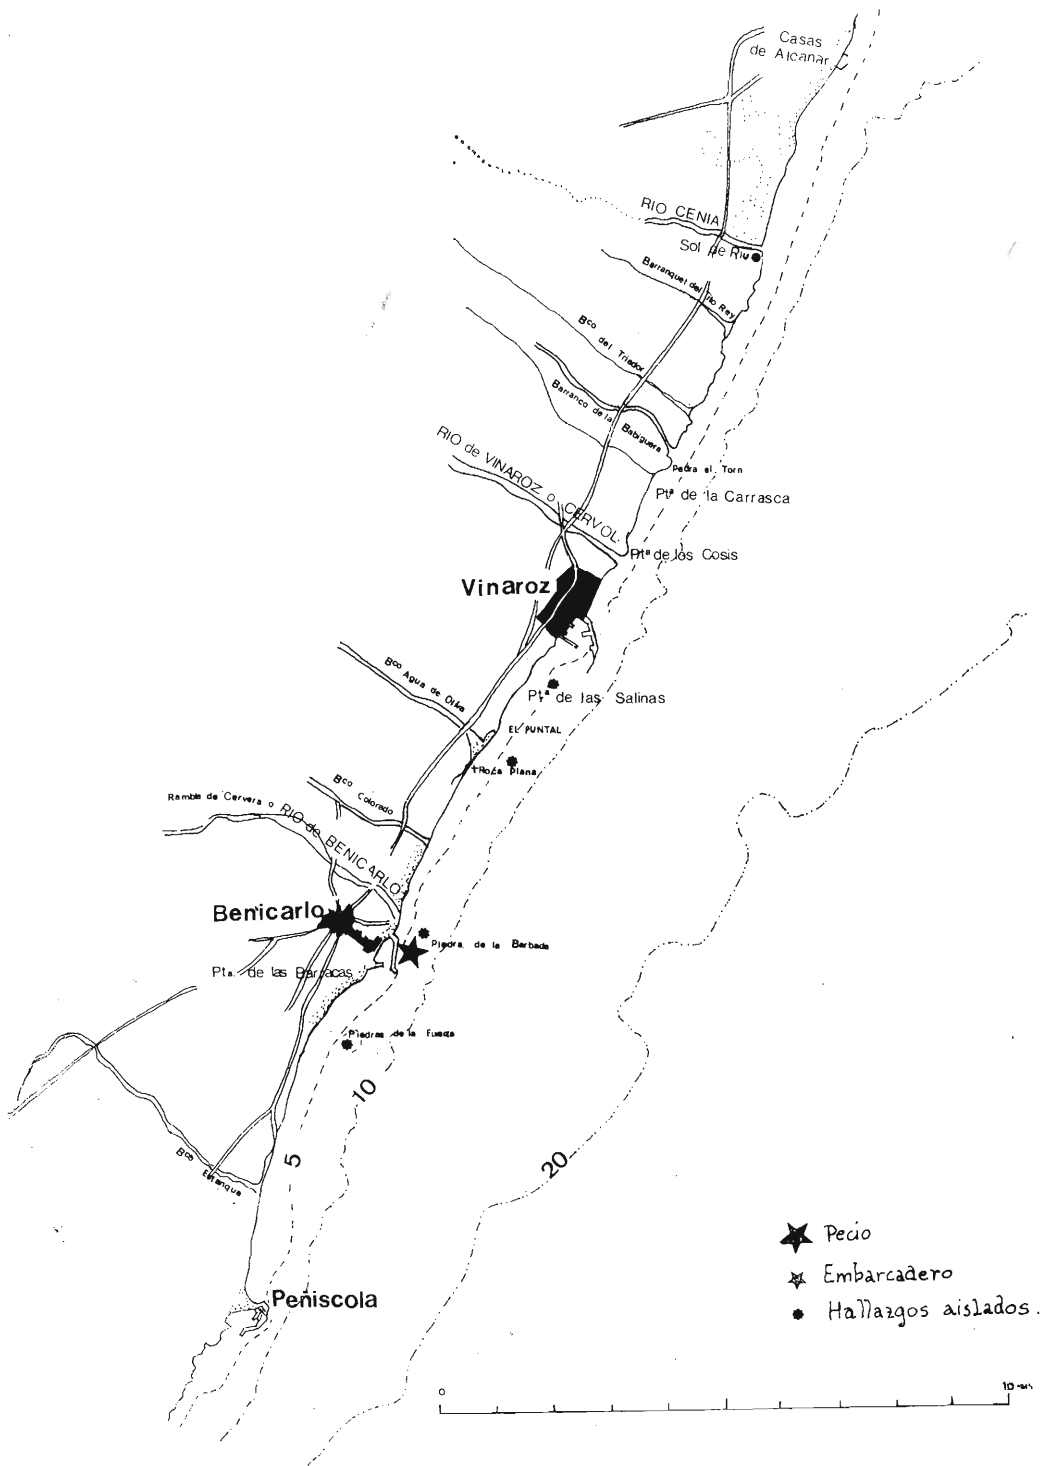 Casas
de Alcanar
RIO CENIA
Sol de Riu
Barranquet del Rio Rey
Bco del Triador
Barranco de la Babiguera
RIO de VINAROZ o CERVOL
Pedra el Torn
Ptª de la Carrasca
Ptª de los Cosis
Vinaroz
Bco Agua de Oliva
Ptª de las Salinas
EL PUNTAL
Roca Plana
Bco Colorado
Rambla de Cervera o RIO de BENICARLO
Benicarlo
Piedra de la Barbada
Pta. de las Barracas
Piedras de la Fuerza
10
5
20
Bco Estanque
Peñiscola
Pecio
Embarcadero
Hallazgos aislados.
0
10